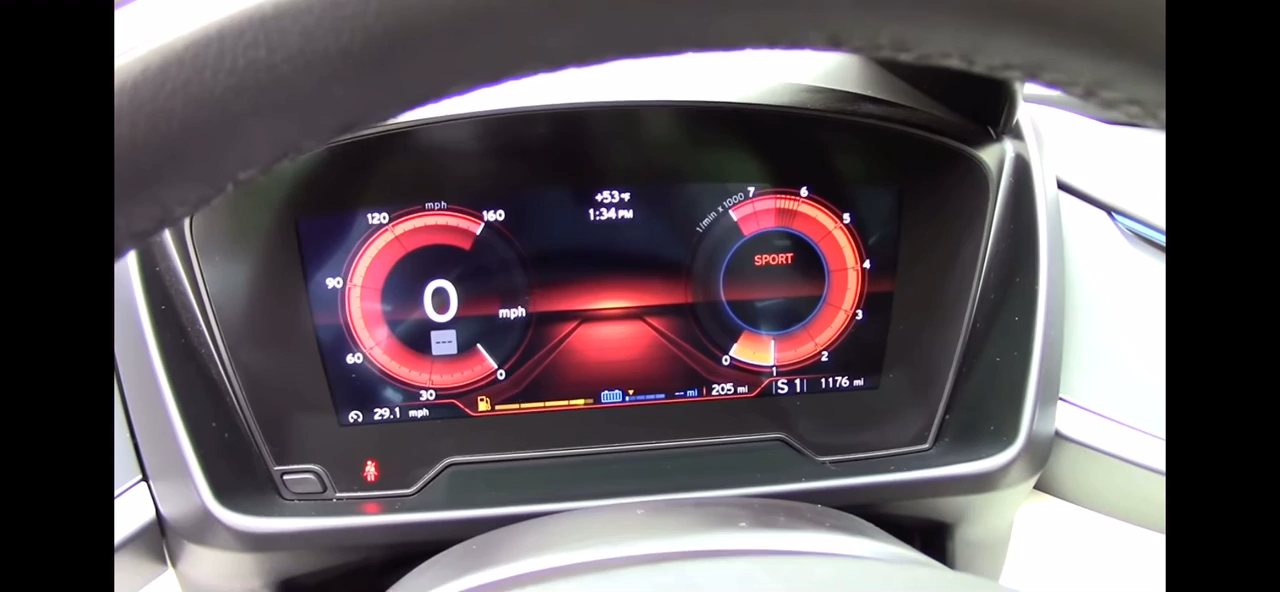 +53°F
1:34 PM
mph
120
160
90
60
30
0
0
mph
---
1/min x 1000
7
6
5
4
3
2
1
0
SPORT
29.1 mph
-- mi
205 mi
S 1
1176 mi